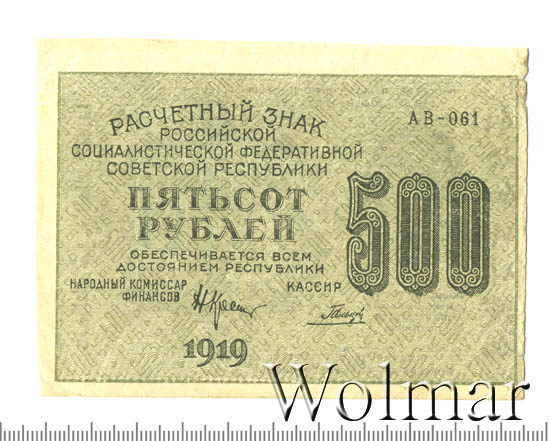 РАСЧЕТНЫЙ ЗНАК
АВ-061
РОССИЙСКОЙ
СОЦИАЛИСТИЧЕСКОЙ ФЕДЕРАТИВНОЙ
СОВЕТСКОЙ РЕСПУБЛИКИ
ПЯТЬСОТ
РУБЛЕЙ
500
ОБЕСПЕЧИВАЕТСЯ ВСЕМ
ДОСТОЯНИЕМ РЕСПУБЛИКИ
НАРОДНЫЙ КОМИССАР
ФИНАНСОВ
КАССИР
1919
Wolmar